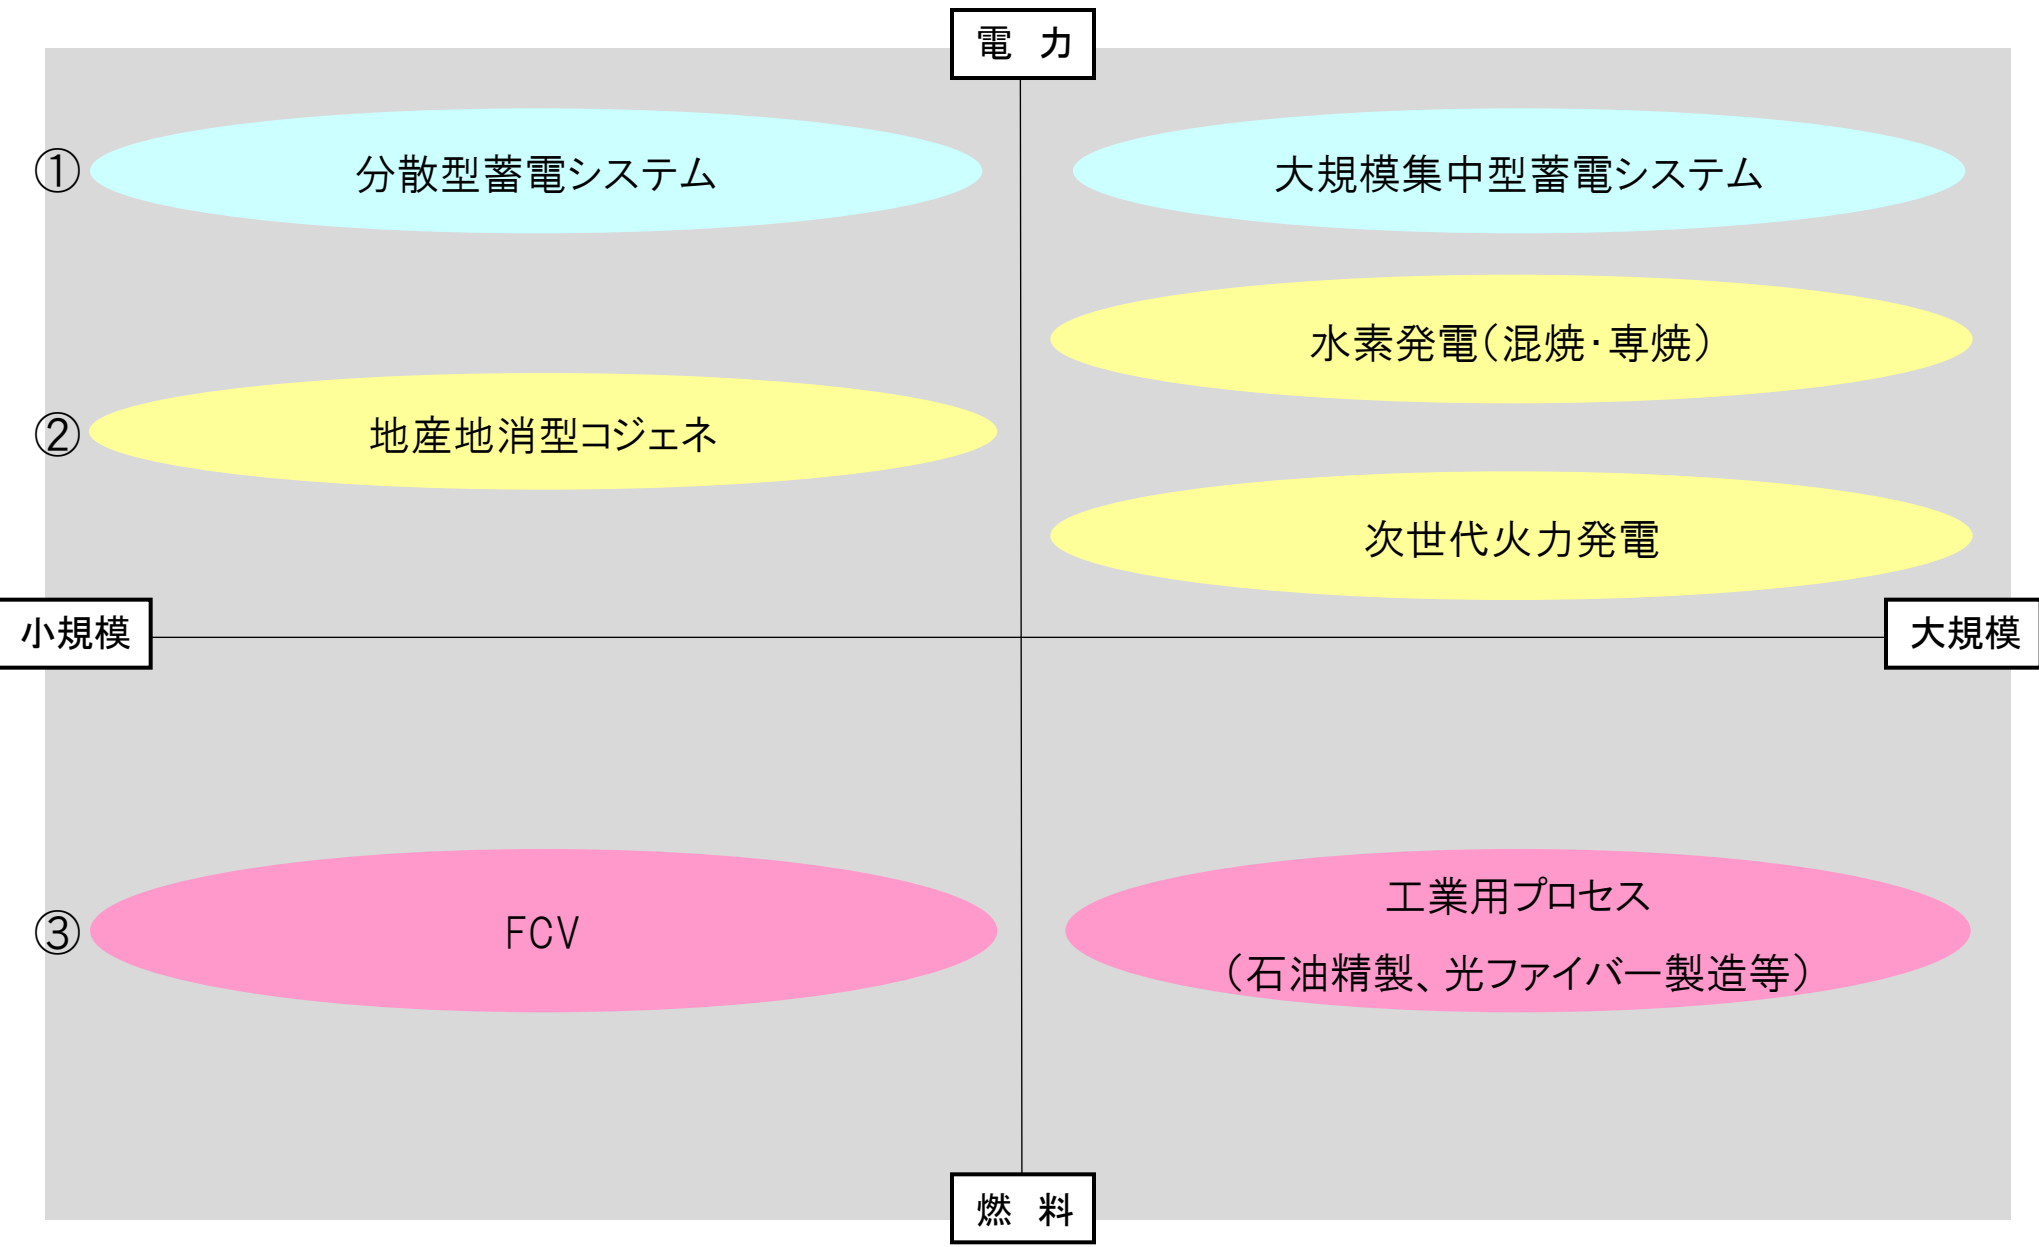 電 力
① 分散型蓄電システム 大規模集中型蓄電システム
水素発電(混焼・専焼)
② 地産地消型コジェネ
次世代火力発電
小規模 大規模
③ FCV
工業用プロセス
(石油精製、光ファイバー製造等)
燃 料